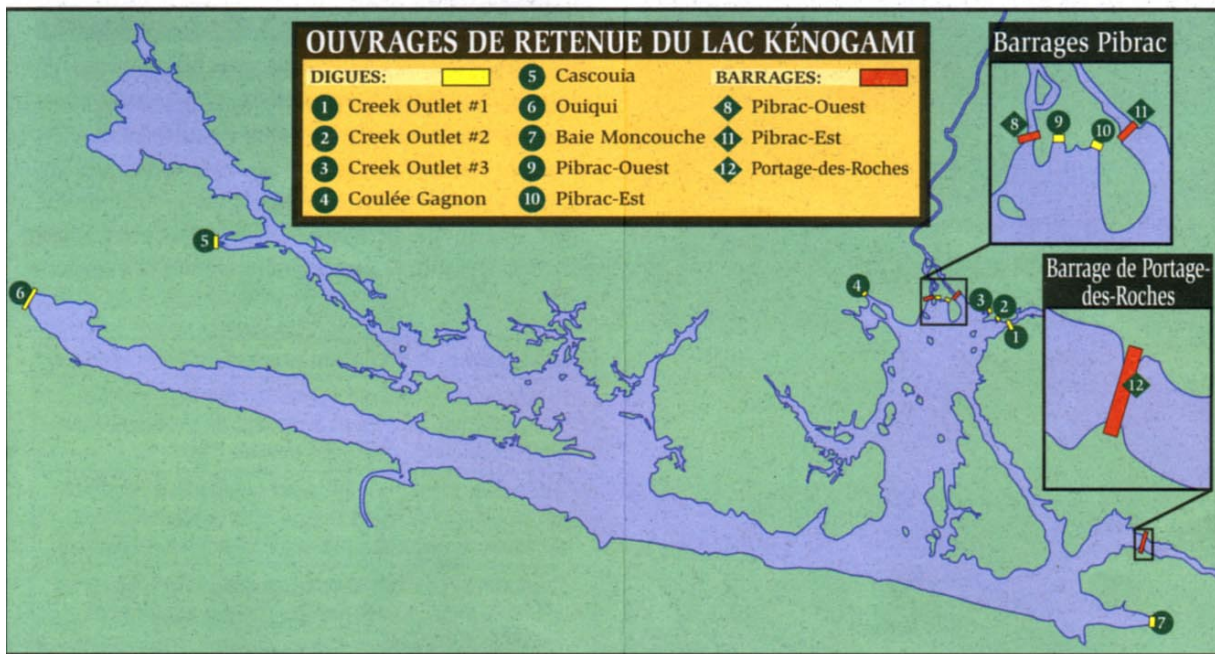 OUVRAGES DE RETENUE DU LAC KÉNOGAMI
DIGUES:
1 Creek Outlet #1
2 Creek Outlet #2
3 Creek Outlet #3
4 Coulée Gagnon
5 Cascouia
6 Ouiqui
7 Baie Moncouche
9 Pibrac-Ouest
10 Pibrac-Est
BARRAGES:
8 Pibrac-Ouest
11 Pibrac-Est
12 Portage-des-Roches
Barrages Pibrac
8
9
10
11
Barrage de Portage-
des-Roches
12
5
6
4
3
2
1
7